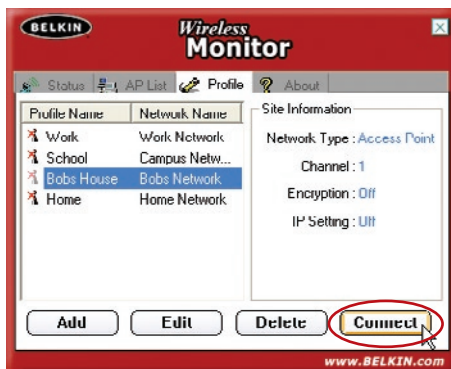 BELKIN
Wireless
Monitor
Status AP List Profile About
Profile Name Network Name
Work Work Network
School Campus Netw...
Bobs House Bobs Network
Home Home Network
Site Information
Network Type : Access Point
Channel : 1
Encryption : Off
IP Setting : Off
Add Edit Delete Connect
www.BELKIN.com